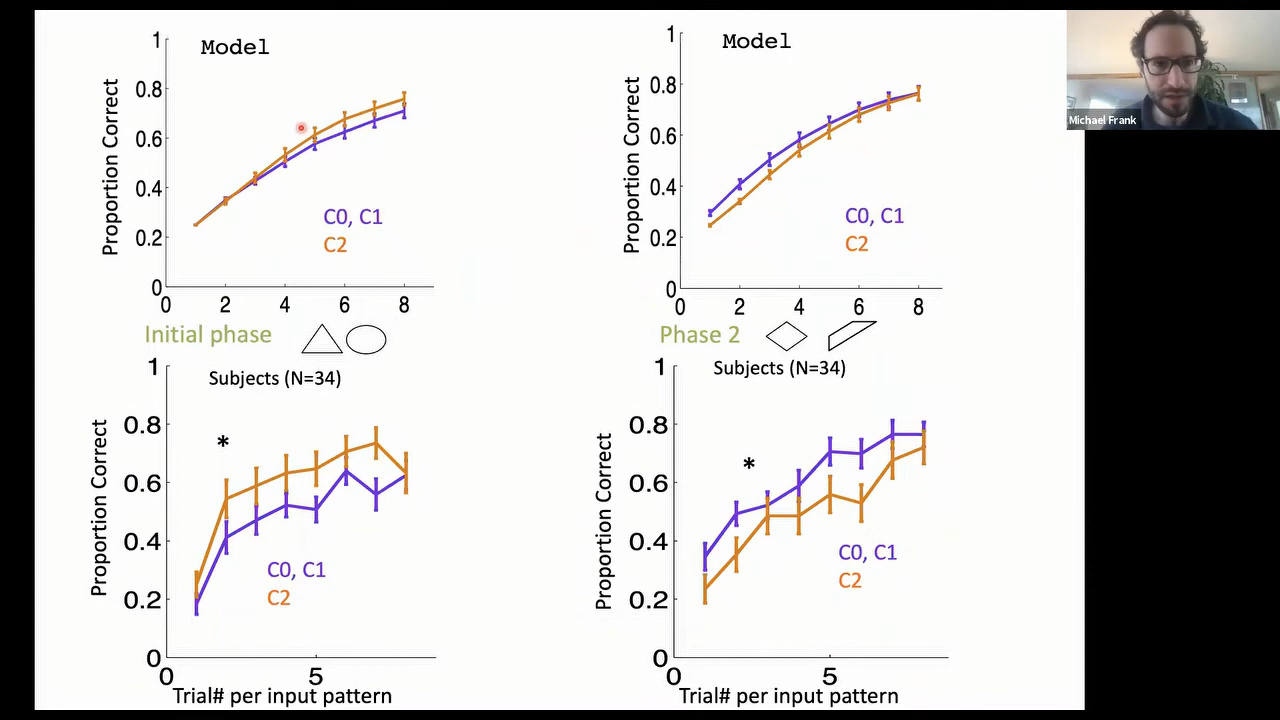 Model
Proportion Correct
1
0.8
0.6
0.4
0.2
0
0 2 4 6 8
C0, C1
C2
Model
Proportion Correct
1
0.8
0.6
0.4
0.2
0
0 2 4 6 8
C0, C1
C2
Michael Frank
Initial phase
Phase 2
Subjects (N=34)
Proportion Correct
1
0.8
0.6
0.4
0.2
0
*
C0, C1
C2
0 5
Trial# per input pattern
Subjects (N=34)
Proportion Correct
1
0.8
0.6
0.4
0.2
0
*
C0, C1
C2
0 5
Trial# per input pattern